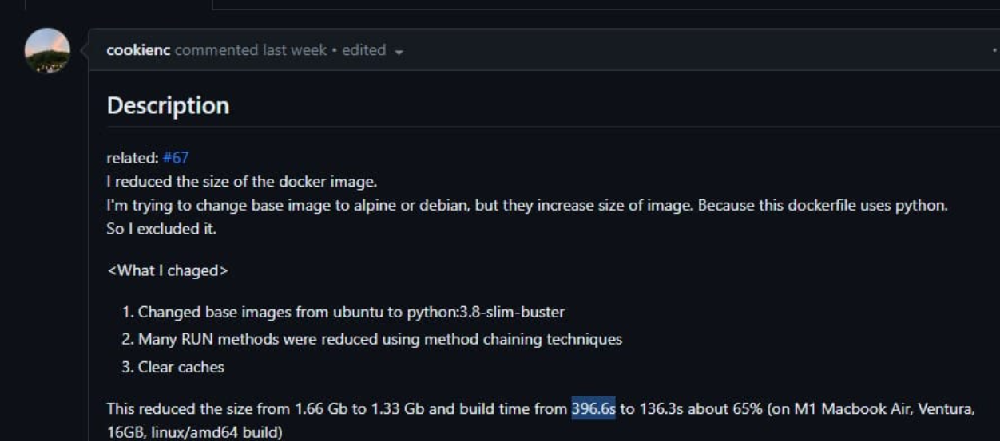 cookienc commented last week • edited
Description
related: #67
I reduced the size of the docker image.
I'm trying to change base image to alpine or debian, but they increase size of image. Because this dockerfile uses python.
So I excluded it.
<What I chaged>
1. Changed base images from ubuntu to python:3.8-slim-buster
2. Many RUN methods were reduced using method chaining techniques
3. Clear caches
This reduced the size from 1.66 Gb to 1.33 Gb and build time from 396.6s to 136.3s about 65% (on M1 Macbook Air, Ventura,
16GB, linux/amd64 build)